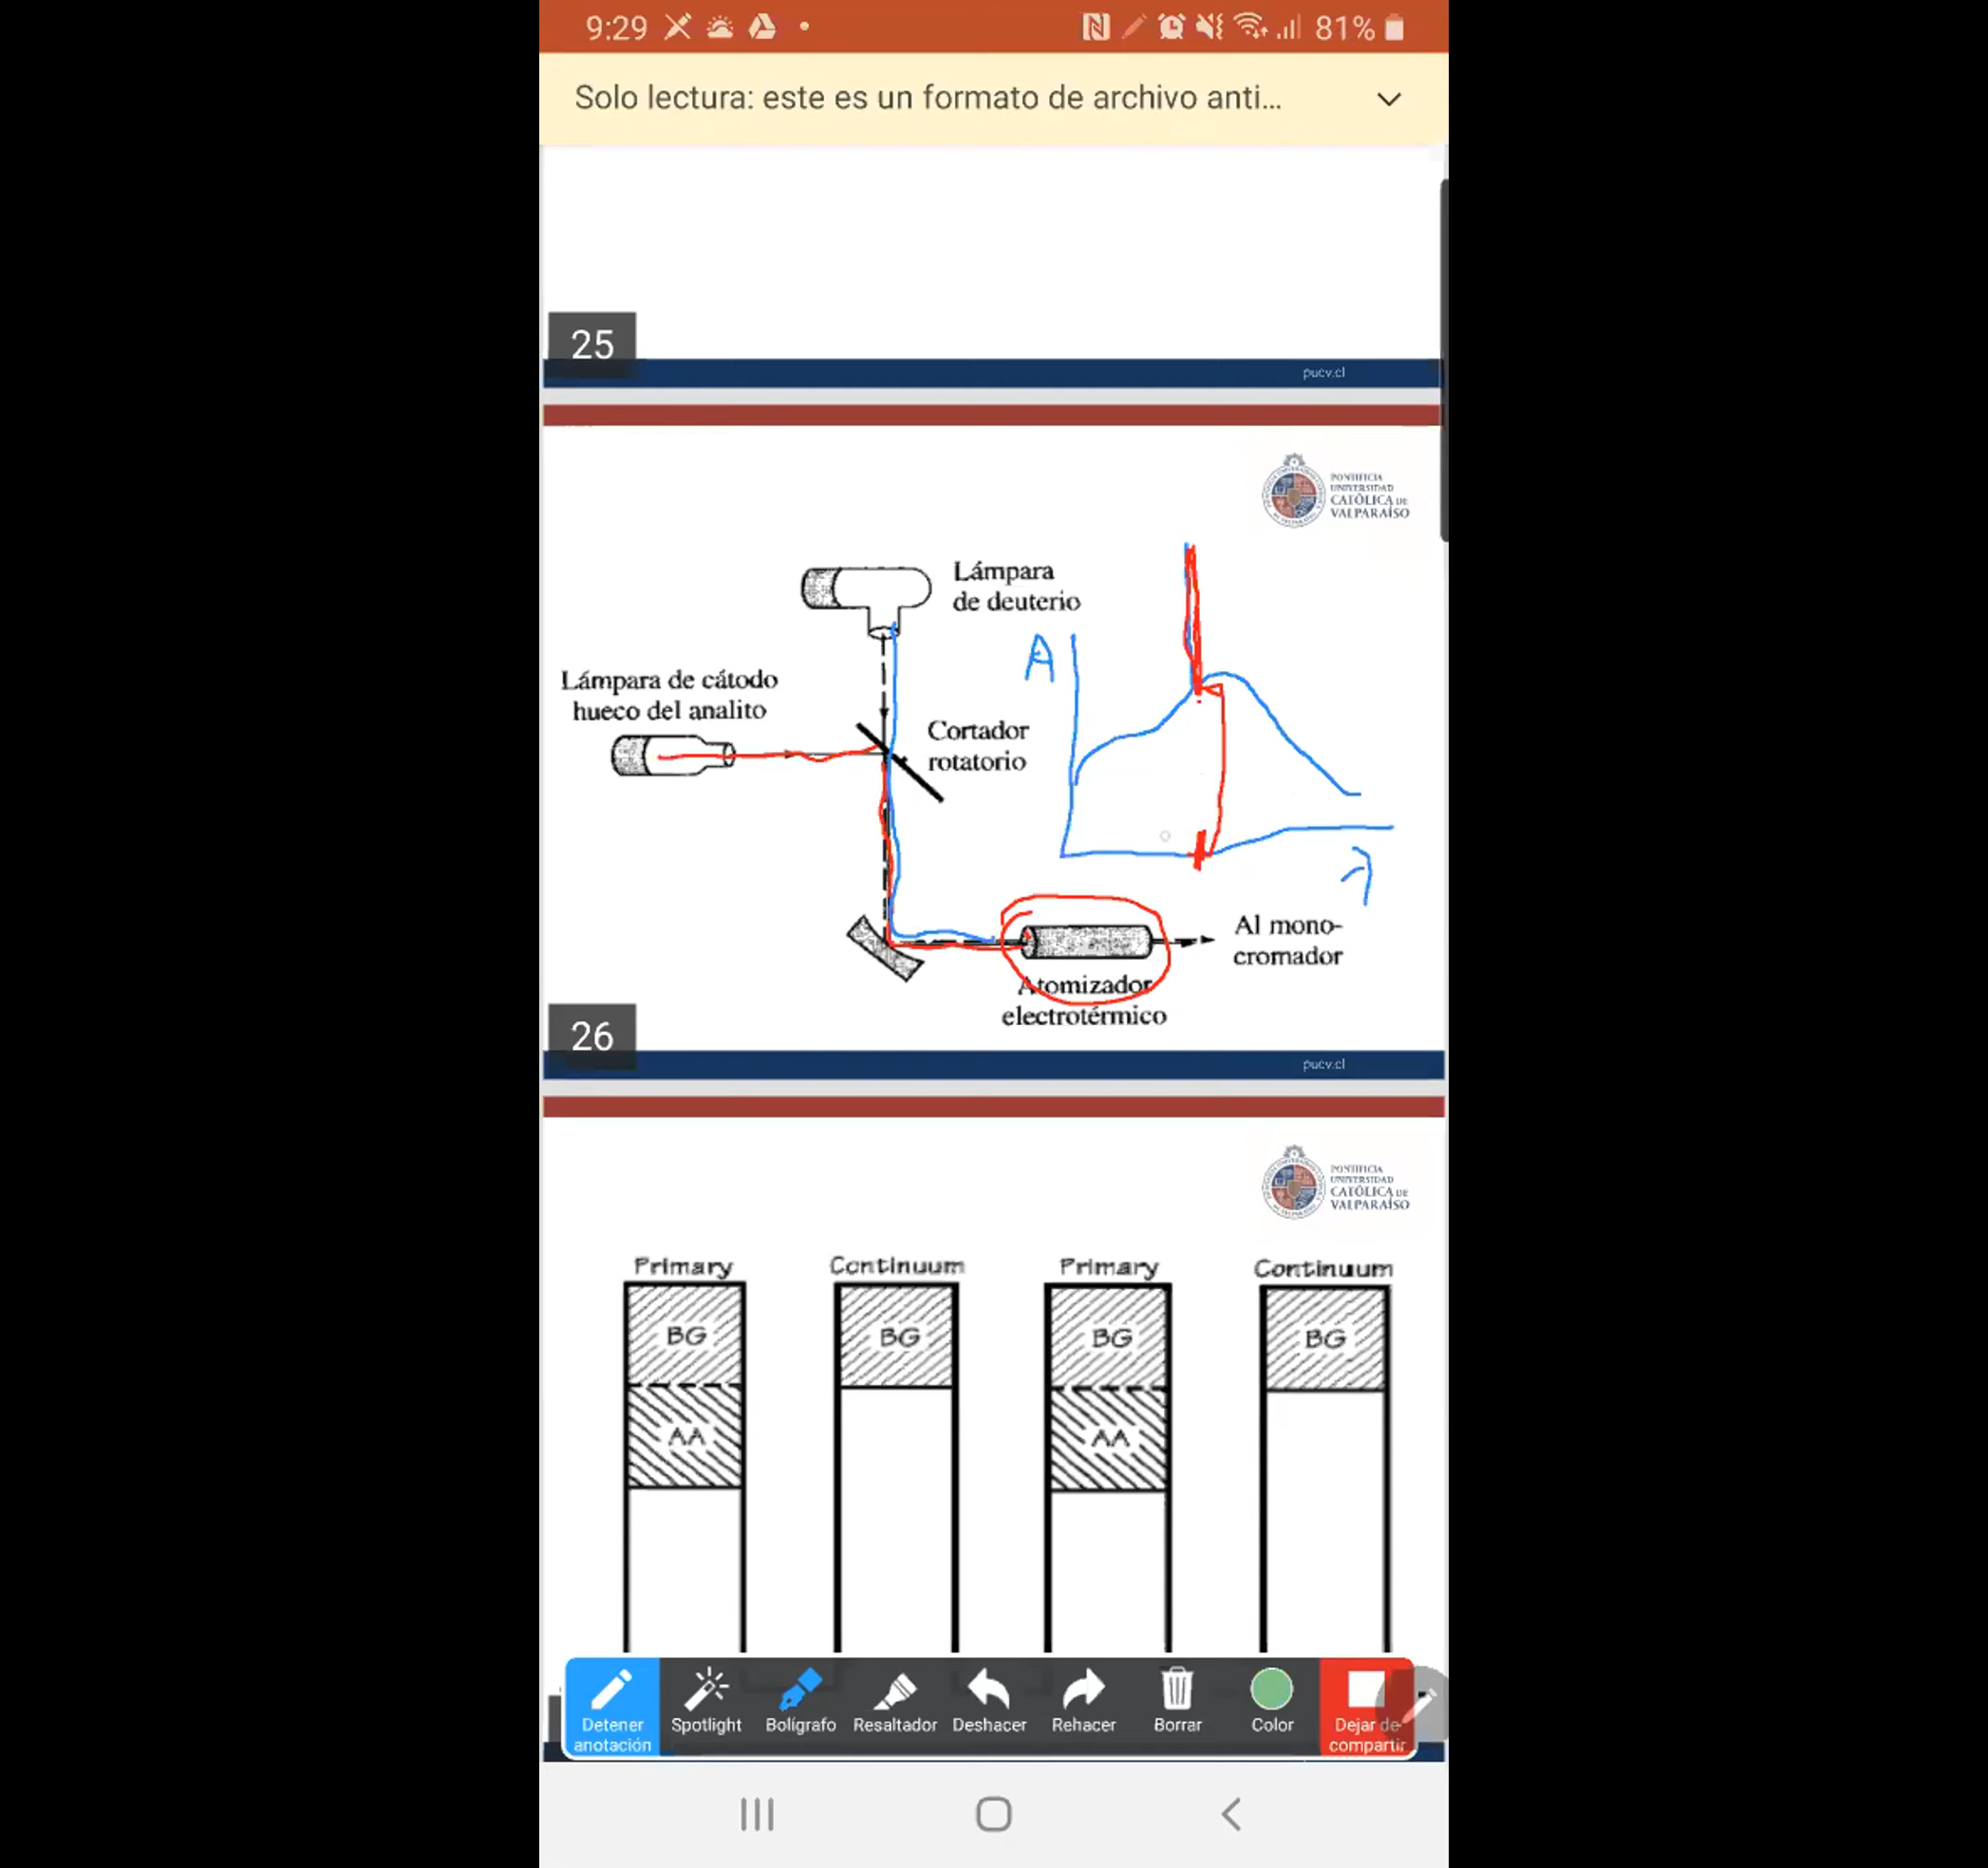 9:29
81%
Solo lectura: este es un formato de archivo anti...
25
pucv.cl
PONTIFICIA
UNIVERSIDAD
CATÓLICA DE
VALPARAÍSO
Lámpara
de deuterio
A
Lámpara de cátodo
hueco del analito
Cortador
rotatorio
λ
Al mono-
cromador
Atomizador
electrotérmico
26
pucv.cl
PONTIFICIA
UNIVERSIDAD
CATÓLICA DE
VALPARAÍSO
Primary Continuum Primary Continuum
BG BG BG BG
AA AA
Detener
anotación
Spotlight
Bolígrafo
Resaltador
Deshacer
Rehacer
Borrar
Color
Dejar de
compartir